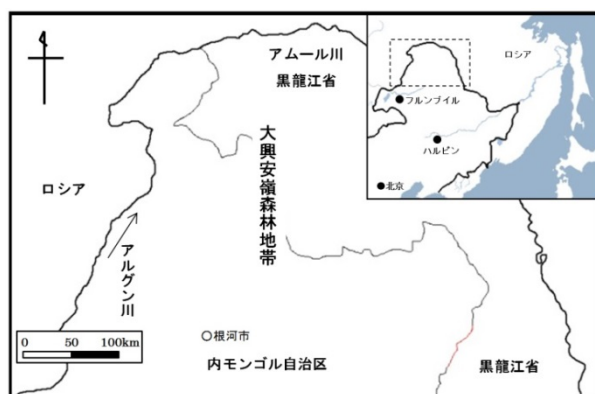 アムール川
黒龍江省
ロシア
フルンブイル
ハルビン
北京
ロシア
大興安嶺森林地帯
アルグン川
根河市
0 50 100km
内モンゴル自治区
黒龍江省